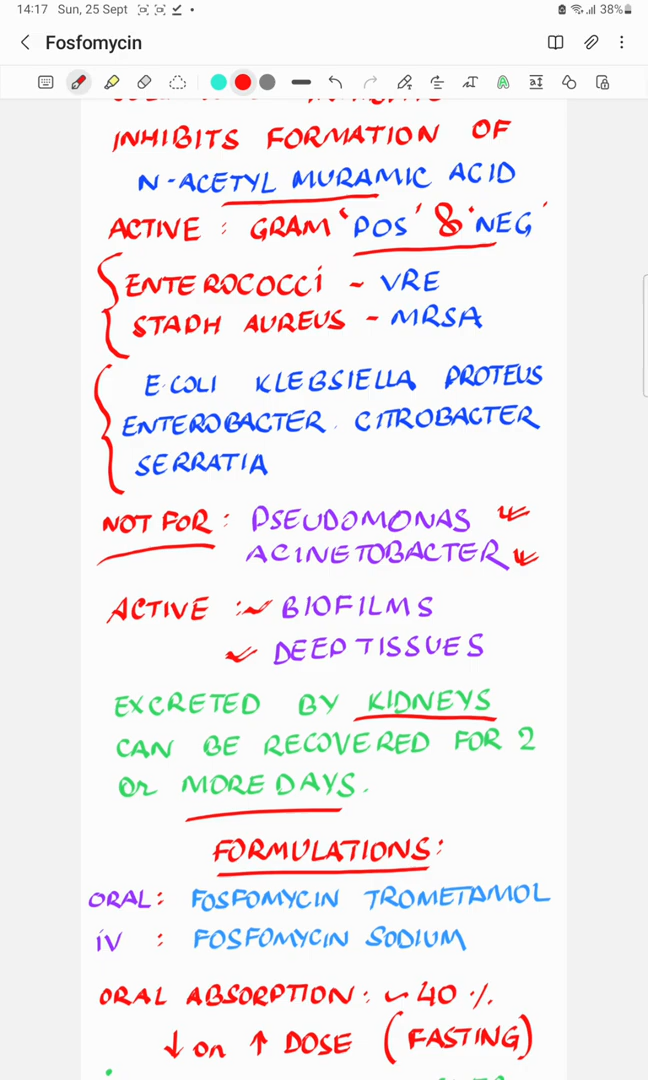 14:17 Sun, 25 Sept 38%
Fosfomycin
INHIBITS FORMATION OF
N-ACETYL MURAMIC ACID
ACTIVE : GRAM 'POS' & 'NEG'
ENTEROCOCCI - VRE
STADH AUREUS - MRSA
E.COLI KLEBSIELLA PROTEUS
ENTEROBACTER. CITROBACTER
SERRATIA
NOT FOR : PSEUDOMONAS
ACINETOBACTER
ACTIVE : BIOFILMS
DEEP TISSUES
EXCRETED BY KIDNEYS
CAN BE RECOVERED FOR 2
Or MORE DAYS.
FORMULATIONS:
ORAL: FOSFOMYCIN TROMETAMOL
IV : FOSFOMYCIN SODIUM
ORAL ABSORPTION: ~ 40 %.
↓ on ↑ DOSE (FASTING)